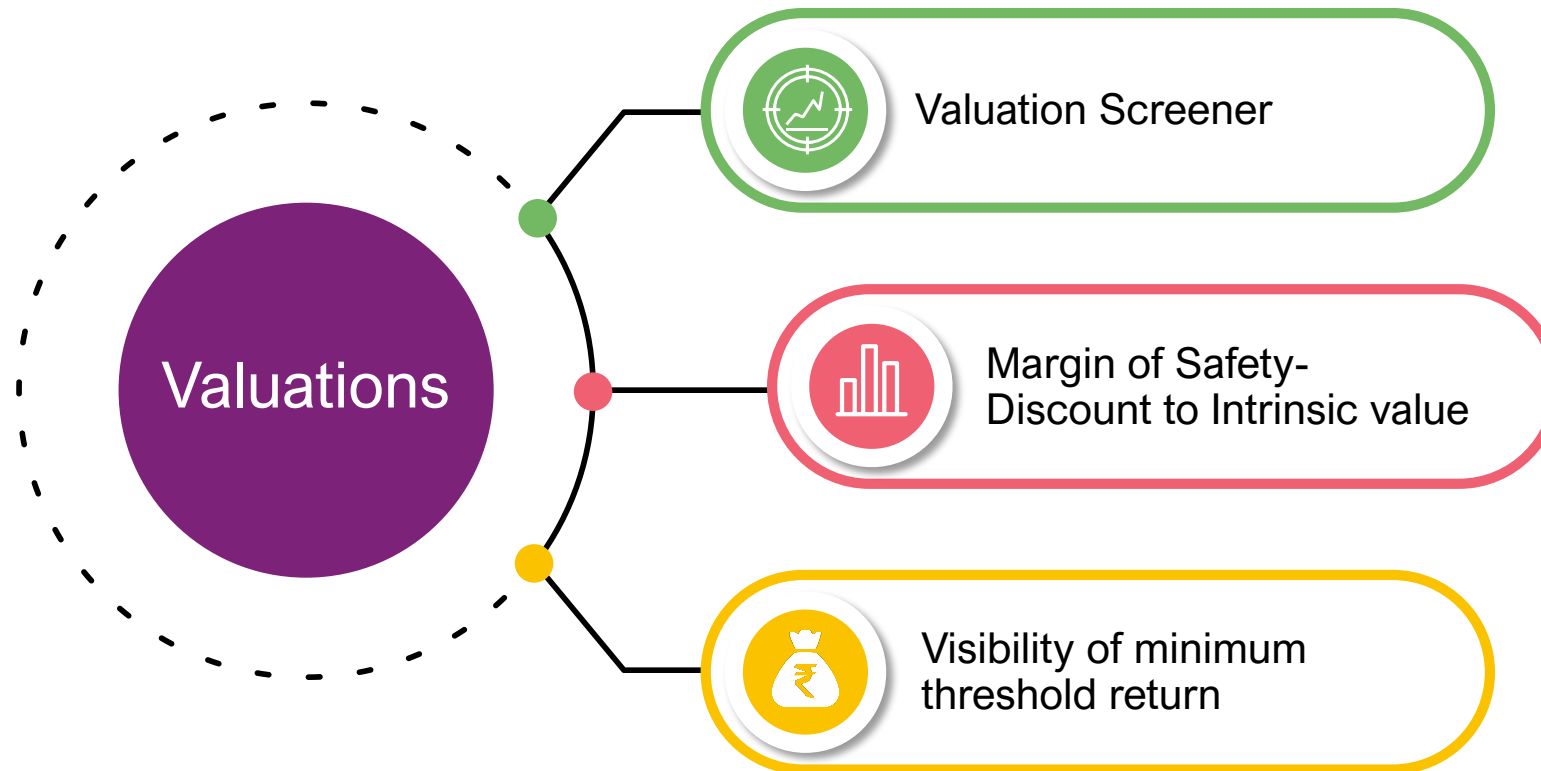 Valuations
Valuation Screener
Margin of Safety-
Discount to Intrinsic value
₹
Visibility of minimum
threshold return